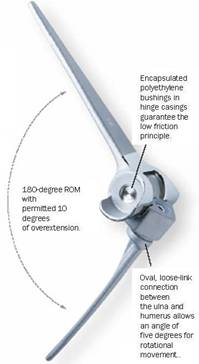 Encapsulated
polyethylene
bushings in
hinge casings
guarantee the
low friction
principle.
180-degree ROM
with
permitted 10
degrees
of overextension.
Oval, loose-link
connection
between
the ulna and
humerus allows
an angle of
five degrees for
rotational
movement..